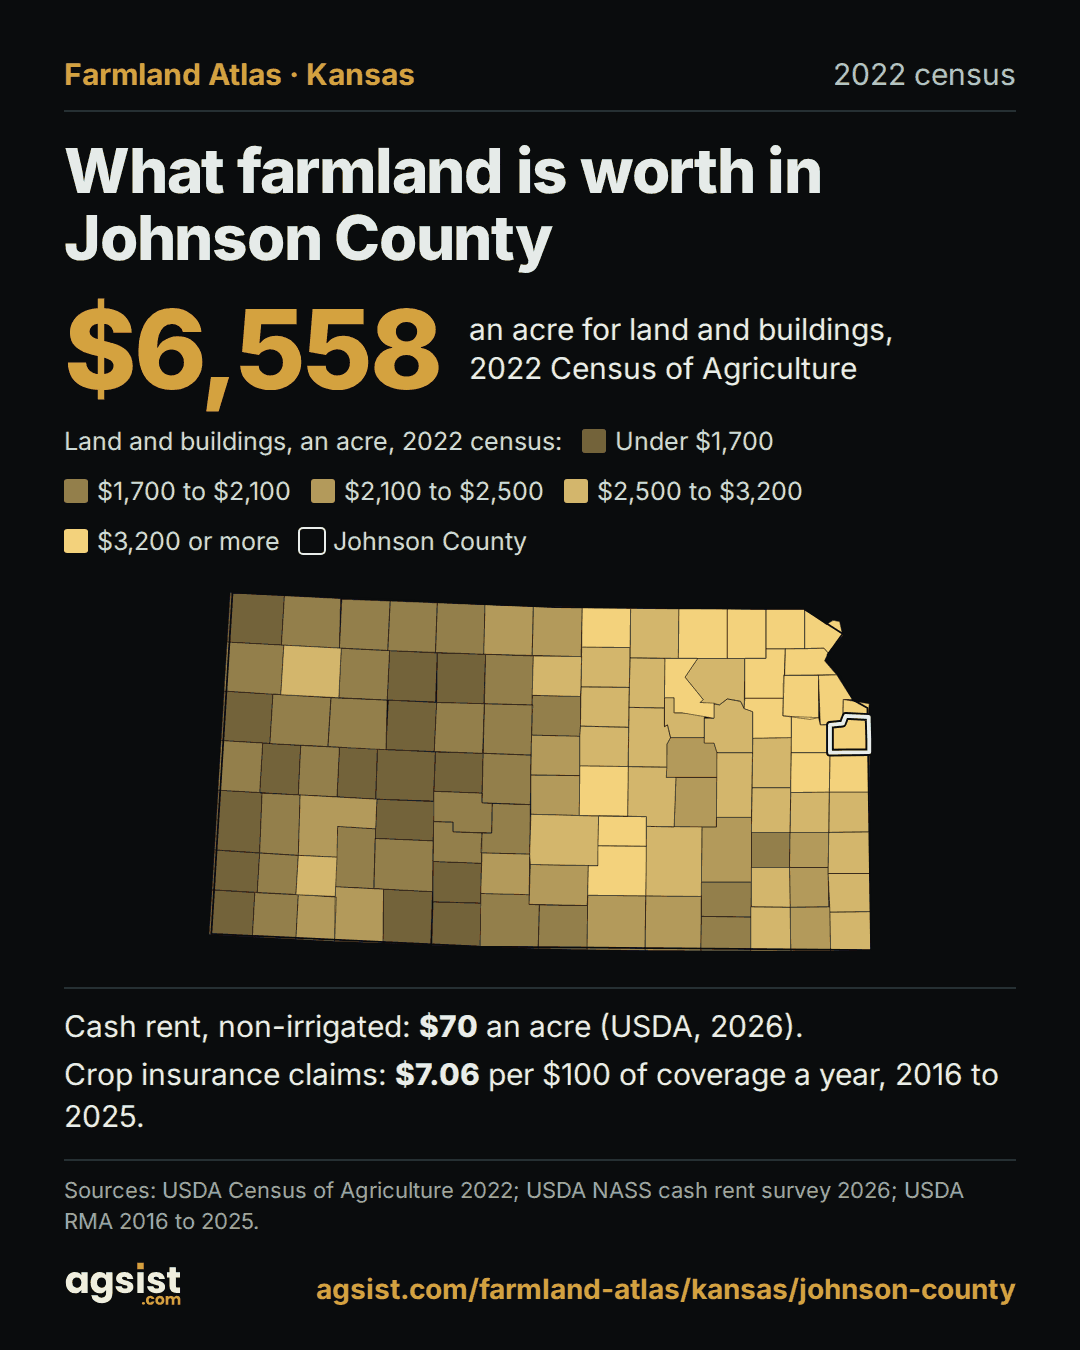 Farmland Atlas · Kansas
2022 census
What farmland is worth in
Johnson County
$6,558
an acre for land and buildings,
2022 Census of Agriculture
Land and buildings, an acre, 2022 census: Under $1,700
$1,700 to $2,100 $2,100 to $2,500 $2,500 to $3,200
$3,200 or more Johnson County
Cash rent, non-irrigated: $70 an acre (USDA, 2026).
Crop insurance claims: $7.06 per $100 of coverage a year, 2016 to
2025.
Sources: USDA Census of Agriculture 2022; USDA NASS cash rent survey 2026; USDA
RMA 2016 to 2025.
agsist
.com
agsist.com/farmland-atlas/kansas/johnson-county